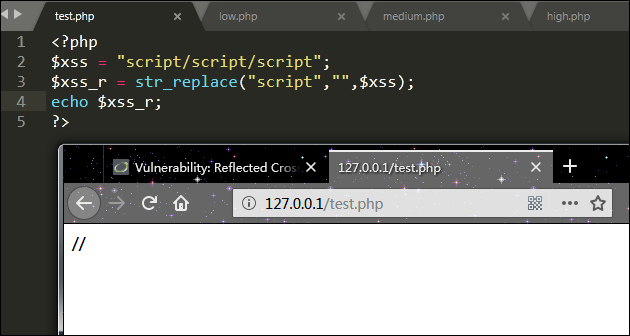 test.php low.php medium.php high.php
1 <?php
2 $xss = "script/script/script";
3 $xss_r = str_replace("script","",$xss);
4 echo $xss_r;
5 ?>
Vulnerability: Reflected Cros 127.0.0.1/test.php
127.0.0.1/test.php
//